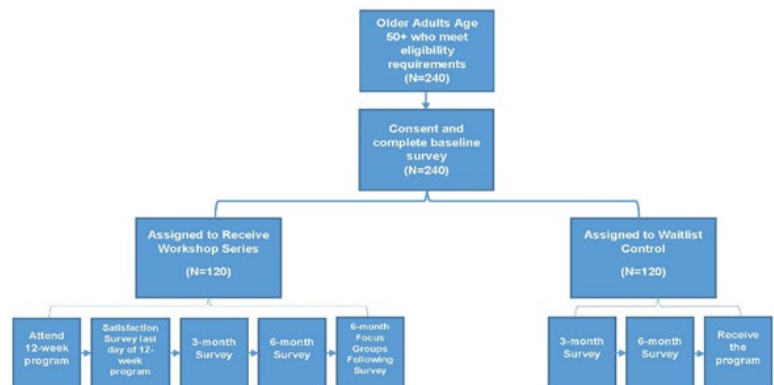 Older Adults Age
50+ who meet
eligibility
requirements
(N=240)
Consent and
complete baseline
survey
(N=240)
Assigned to Receive
Workshop Series
(N=120)
Assigned to Waitlist
Control
(N=120)
Attend
12-week
program
Satisfaction
Survey last
day of 12-
week
program
3-month
Survey
6-month
Survey
6-month
Focus
Groups
Following
Survey
3-month
Survey
6-month
Survey
Receive
the
program